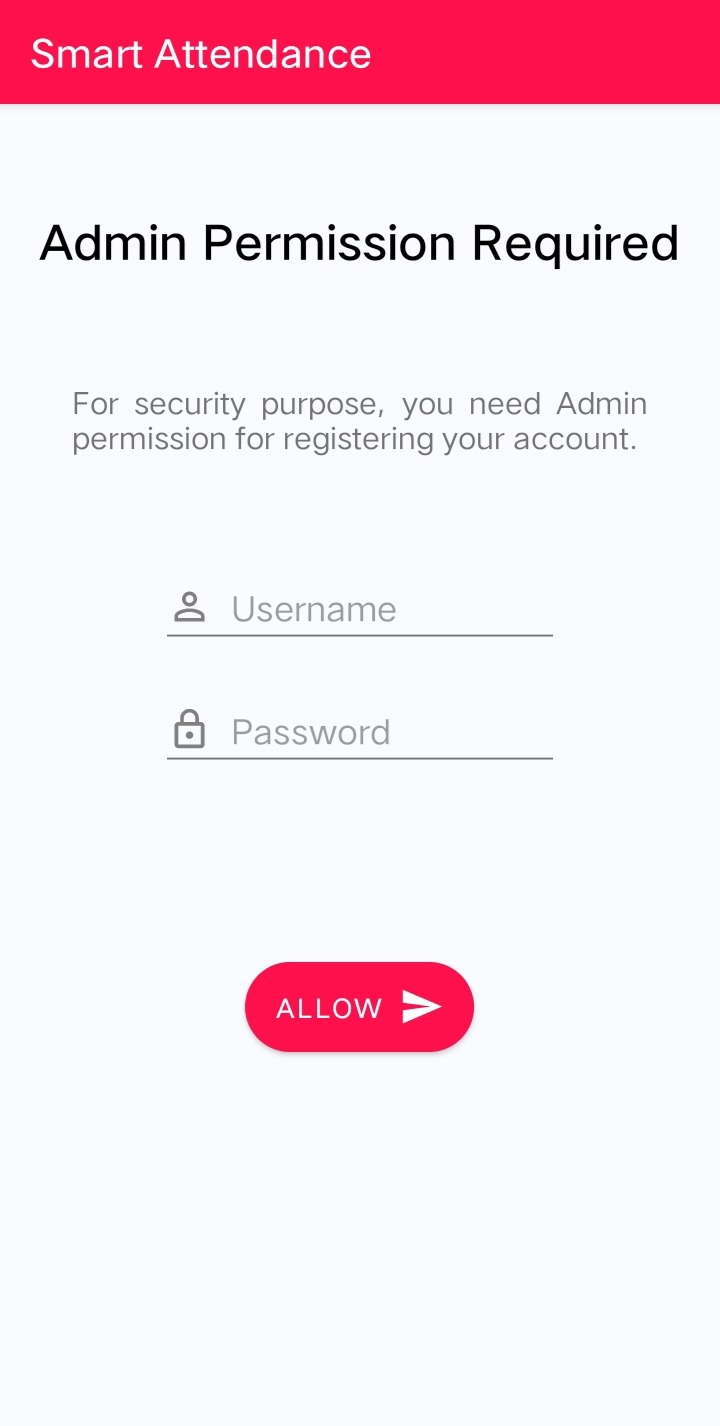 Smart Attendance
Admin Permission Required
For security purpose, you need Admin
permission for registering your account.
Username
Password
ALLOW